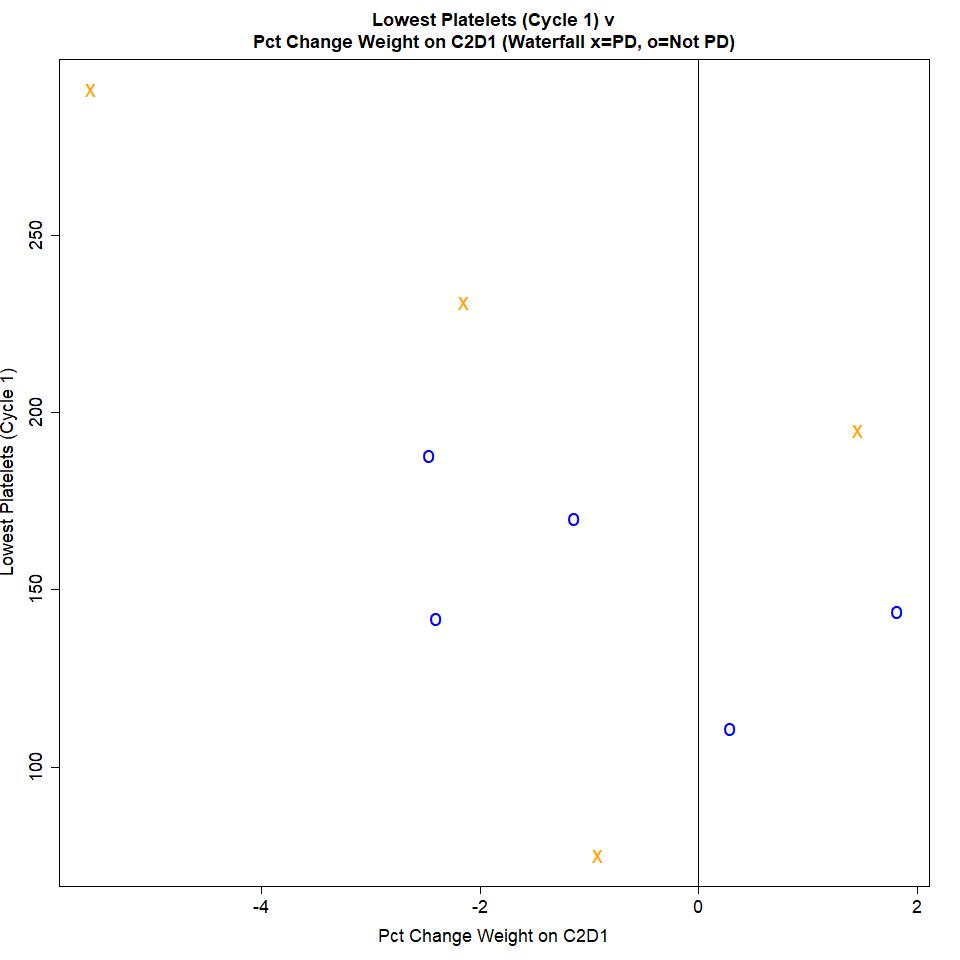 Lowest Platelets (Cycle 1) v
Pct Change Weight on C2D1 (Waterfall x=PD, o=Not PD)
Lowest Platelets (Cycle 1)
250
200
150
100
X
X
X
O
O
O
O
O
X
-4
-2
0
2
Pct Change Weight on C2D1